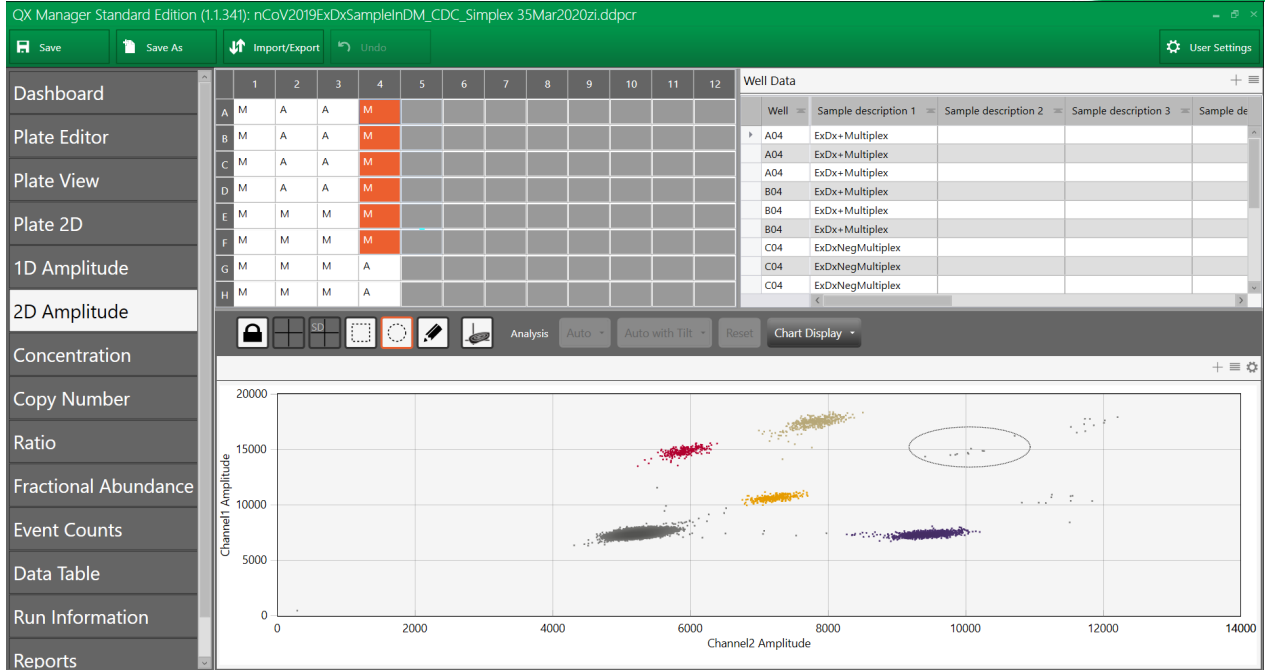 QX Manager Standard Edition (1.1.341): nCoV2019ExDxSampleInDM_CDC_Simplex 35Mar2020zi.ddpcr
Save Save As Import/Export Undo User Settings
Dashboard
Plate Editor
Plate View
Plate 2D
1D Amplitude
2D Amplitude
Concentration
Copy Number
Ratio
Fractional Abundance
Event Counts
Data Table
Run Information
Reports
1 2 3 4 5 6 7 8 9 10 11 12
A M A A M
B M A A M
C M A A M
D M A A M
E M M M M
F M M M M
G M M M A
H M M M A
Well Data
Well Sample description 1 Sample description 2 Sample description 3 Sample de
A04 ExDx+Multiplex
A04 ExDx+Multiplex
A04 ExDx+Multiplex
B04 ExDx+Multiplex
B04 ExDx+Multiplex
B04 ExDx+Multiplex
C04 ExDxNegMultiplex
C04 ExDxNegMultiplex
C04 ExDxNegMultiplex
SD Analysis Auto Auto with Tilt Reset Chart Display
20000
15000
10000
5000
0
Channel1 Amplitude
0 2000 4000 6000 8000 10000 12000 14000
Channel2 Amplitude